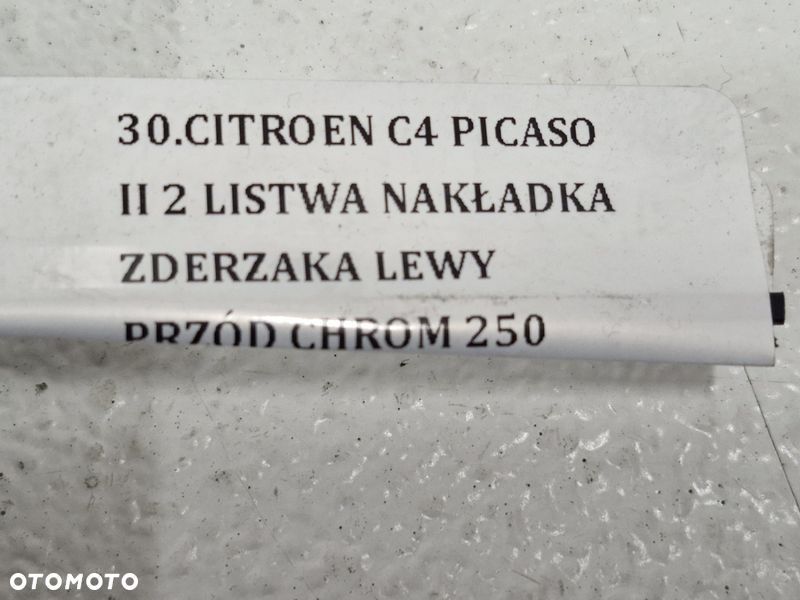 30.CITROEN C4 PICASO
II 2 LISTWA NAKŁADKA
ZDERZAKA LEWY
PRZÓD CHROM 250
OTOMOTO